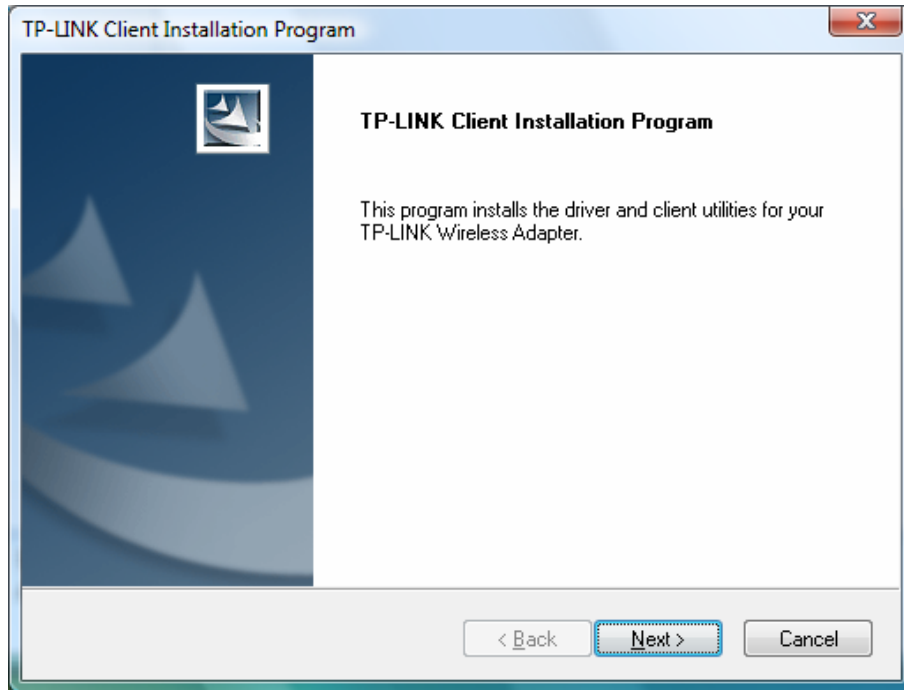 TP-LINK Client Installation Program
TP-LINK Client Installation Program
This program installs the driver and client utilities for your
TP-LINK Wireless Adapter.
< Back
Next >
Cancel